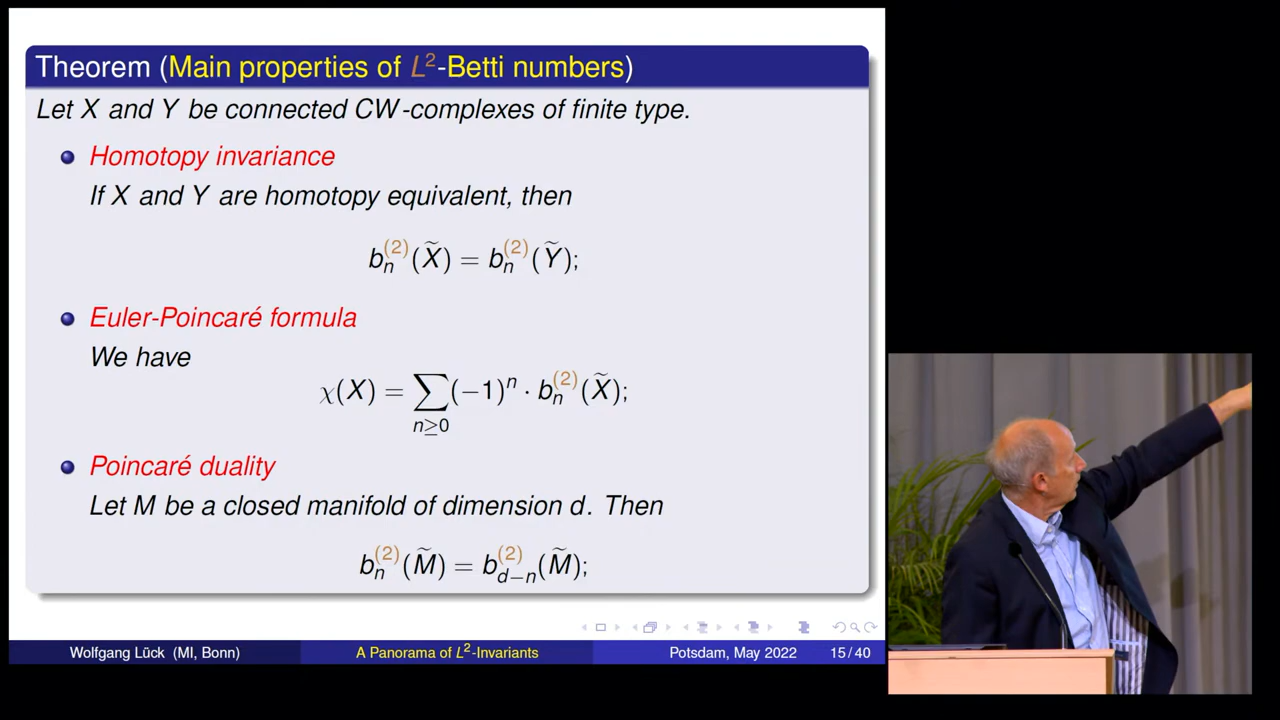 Theorem (Main properties of L²-Betti numbers)
Let X and Y be connected CW-complexes of finite type.
Homotopy invariance
If X and Y are homotopy equivalent, then
b_n^{(2)}(X̃) = b_n^{(2)}(Ỹ);
Euler-Poincaré formula
We have
χ(X) = ∑_{n≥0} (−1)^n · b_n^{(2)}(X̃);
Poincaré duality
Let M be a closed manifold of dimension d. Then
b_n^{(2)}(M̃) = b_{d−n}^{(2)}(M̃);
Wolfgang Lück (MI, Bonn) A Panorama of L²-Invariants Potsdam, May 2022 15 / 40